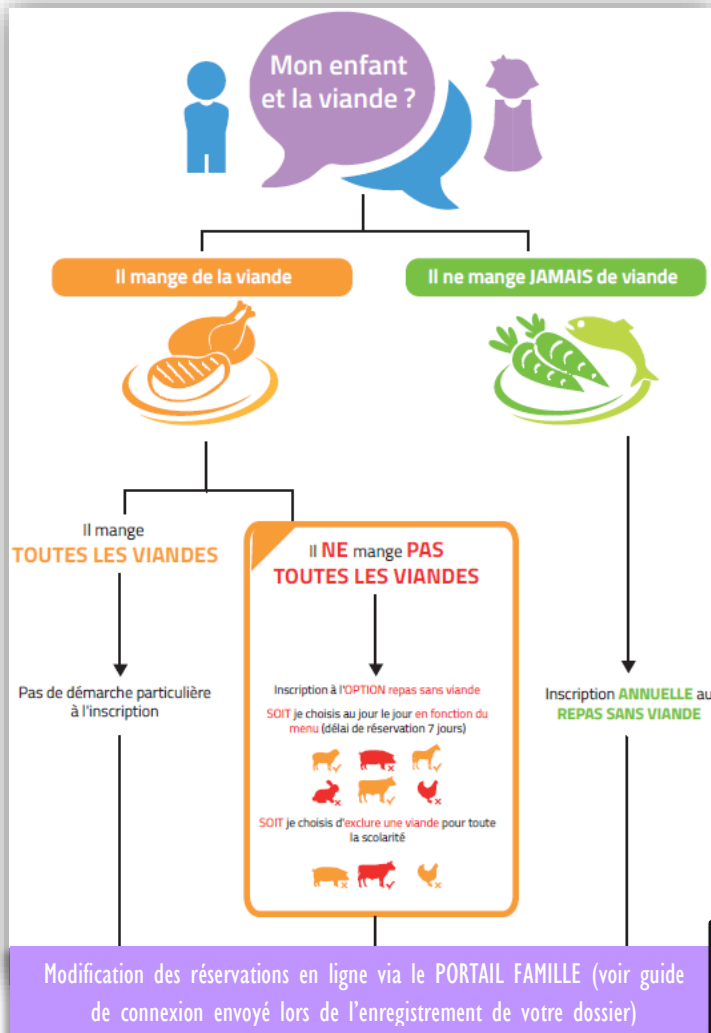 Mon enfant
et la viande ?
Il mange de la viande
Il ne mange JAMAIS de viande
Il mange
TOUTES LES VIANDES
Pas de démarche particulière
à l'inscription
Il NE mange PAS
TOUTES LES VIANDES
Inscription à l'OPTION repas sans viande
SOIT je choisis au jour le jour en fonction du
menu (délai de réservation 7 jours)
SOIT je choisis d'exclure une viande pour toute
la scolarité
Inscription ANNUELLE au
REPAS SANS VIANDE
Modification des réservations en ligne via le PORTAIL FAMILLE (voir guide
de connexion envoyé lors de l'enregistrement de votre dossier)